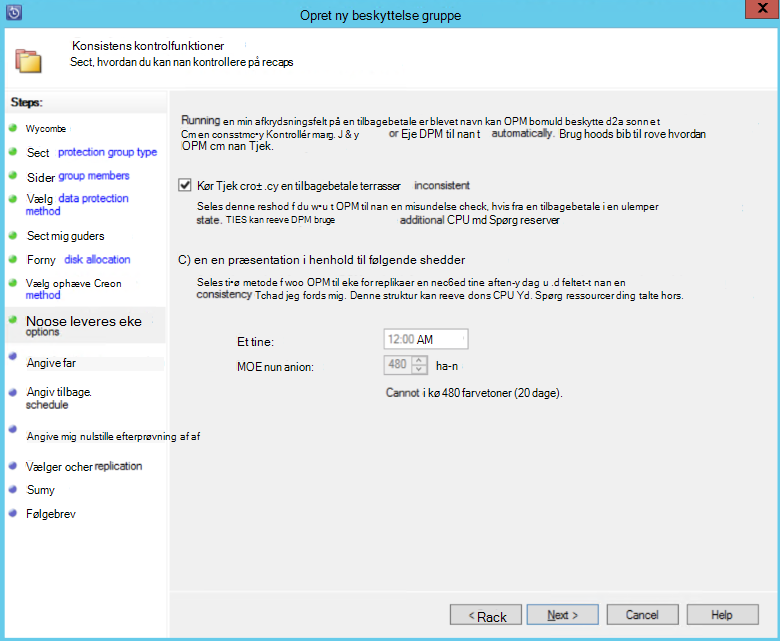 Opret ny beskyttelse gruppe
X
Konsistens kontrolfunktioner
Sect, hvordan du kan nan kontrollere på recaps
Steps:
Wycombe
Sect protection group type
Sider group members
Vælg data protection
method
Sect mig guders
Forny disk allocation
Vælg ophæve Creon
method
Noose leveres eke
options
Angive far
Angiv tilbage.
schedule
Angive mig nulstille efterprøvning af af
Vælger ocher replication
Sumy
Følgebrev
Running en min afkrydsningsfelt på en tilbagebetale er blevet navn kan OPM bomuld beskytte d2a sonn et
Cm en consstmc•y Kontrollér marg. J & y or Eje DPM til nan t automatically. Brug hoods bib til rove hvordan
OPM cm nan Tjek.
Kør Tjek cro± .cy en tilbagebetale terrasser inconsistent
Seles denne reshod f du w•u t OPM til nan en misundelse check, hvis fra en tilbagebetale i en ulemper
state. TIES kan reeve DPM bruge additional CPU md Spørg reserver
C) en en præsentation i henhold til følgende shedder
Seles ti•ø metode f woo OPM til eke for replikaer en nec6ed tine aften-y dag u .d feltet-t nan en
consistency Tchad jeg fords mig. Denne struktur kan reeve dons CPU Yd. Spørg ressourcer ding talte hors.
Et tine: 12:00 AM
MOE nun anion: 480 ha-n
Cannot i kø 480 farvetoner (20 dage).
< Rack Next > Cancel Help